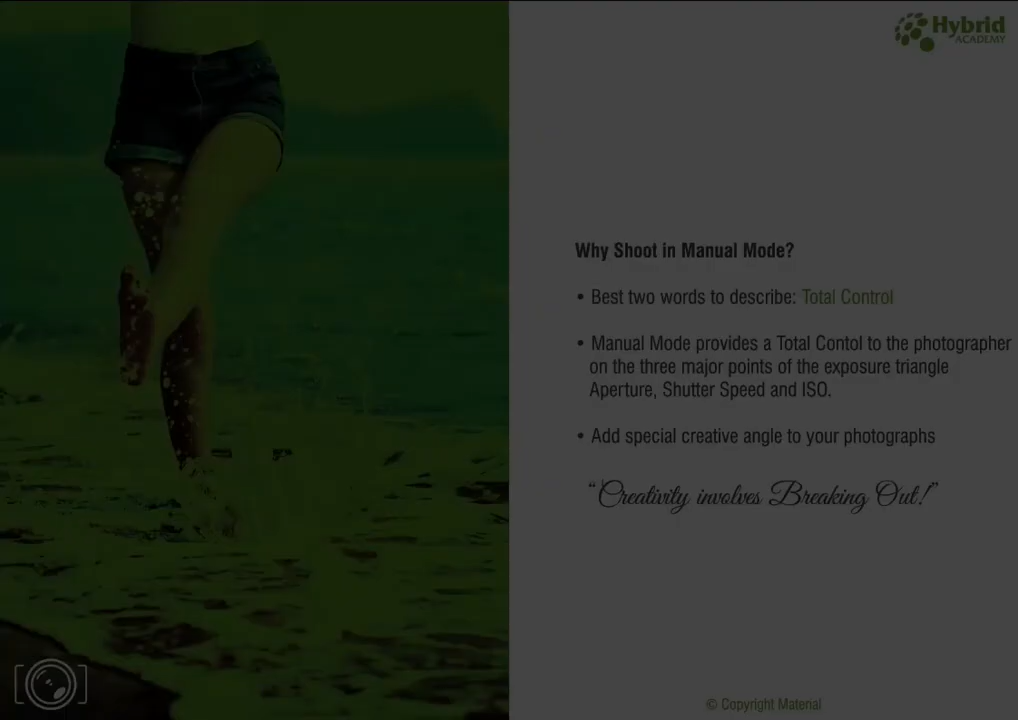 Hybrid
ACADEMY
Why Shoot in Manual Mode?
• Best two words to describe: Total Control
• Manual Mode provides a Total Contol to the photographer
on the three major points of the exposure triangle
Aperture, Shutter Speed and ISO.
• Add special creative angle to your photographs
“Creativity involves Breaking Out!”
© Copyright Material